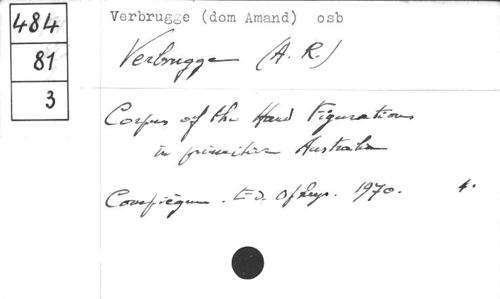 484
81
3
Verbrugge (dom Amand) osb
Verbrugge (A. R.)
Corpus of the Hand Figurations
in primitive Australia
Compiègne. Ed. Ophrys. 1970. 4.